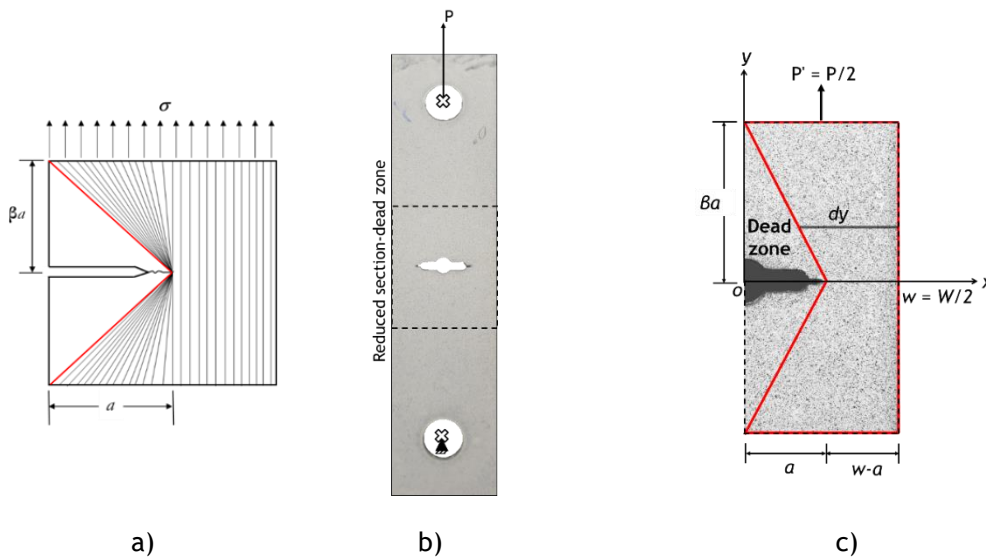 σ
βa
a
a)
P
Reduced section-dead zone
b)
y
P' = P/2
Ba
dy
Dead
zone
o
x
w = W/2
a
w-a
c)